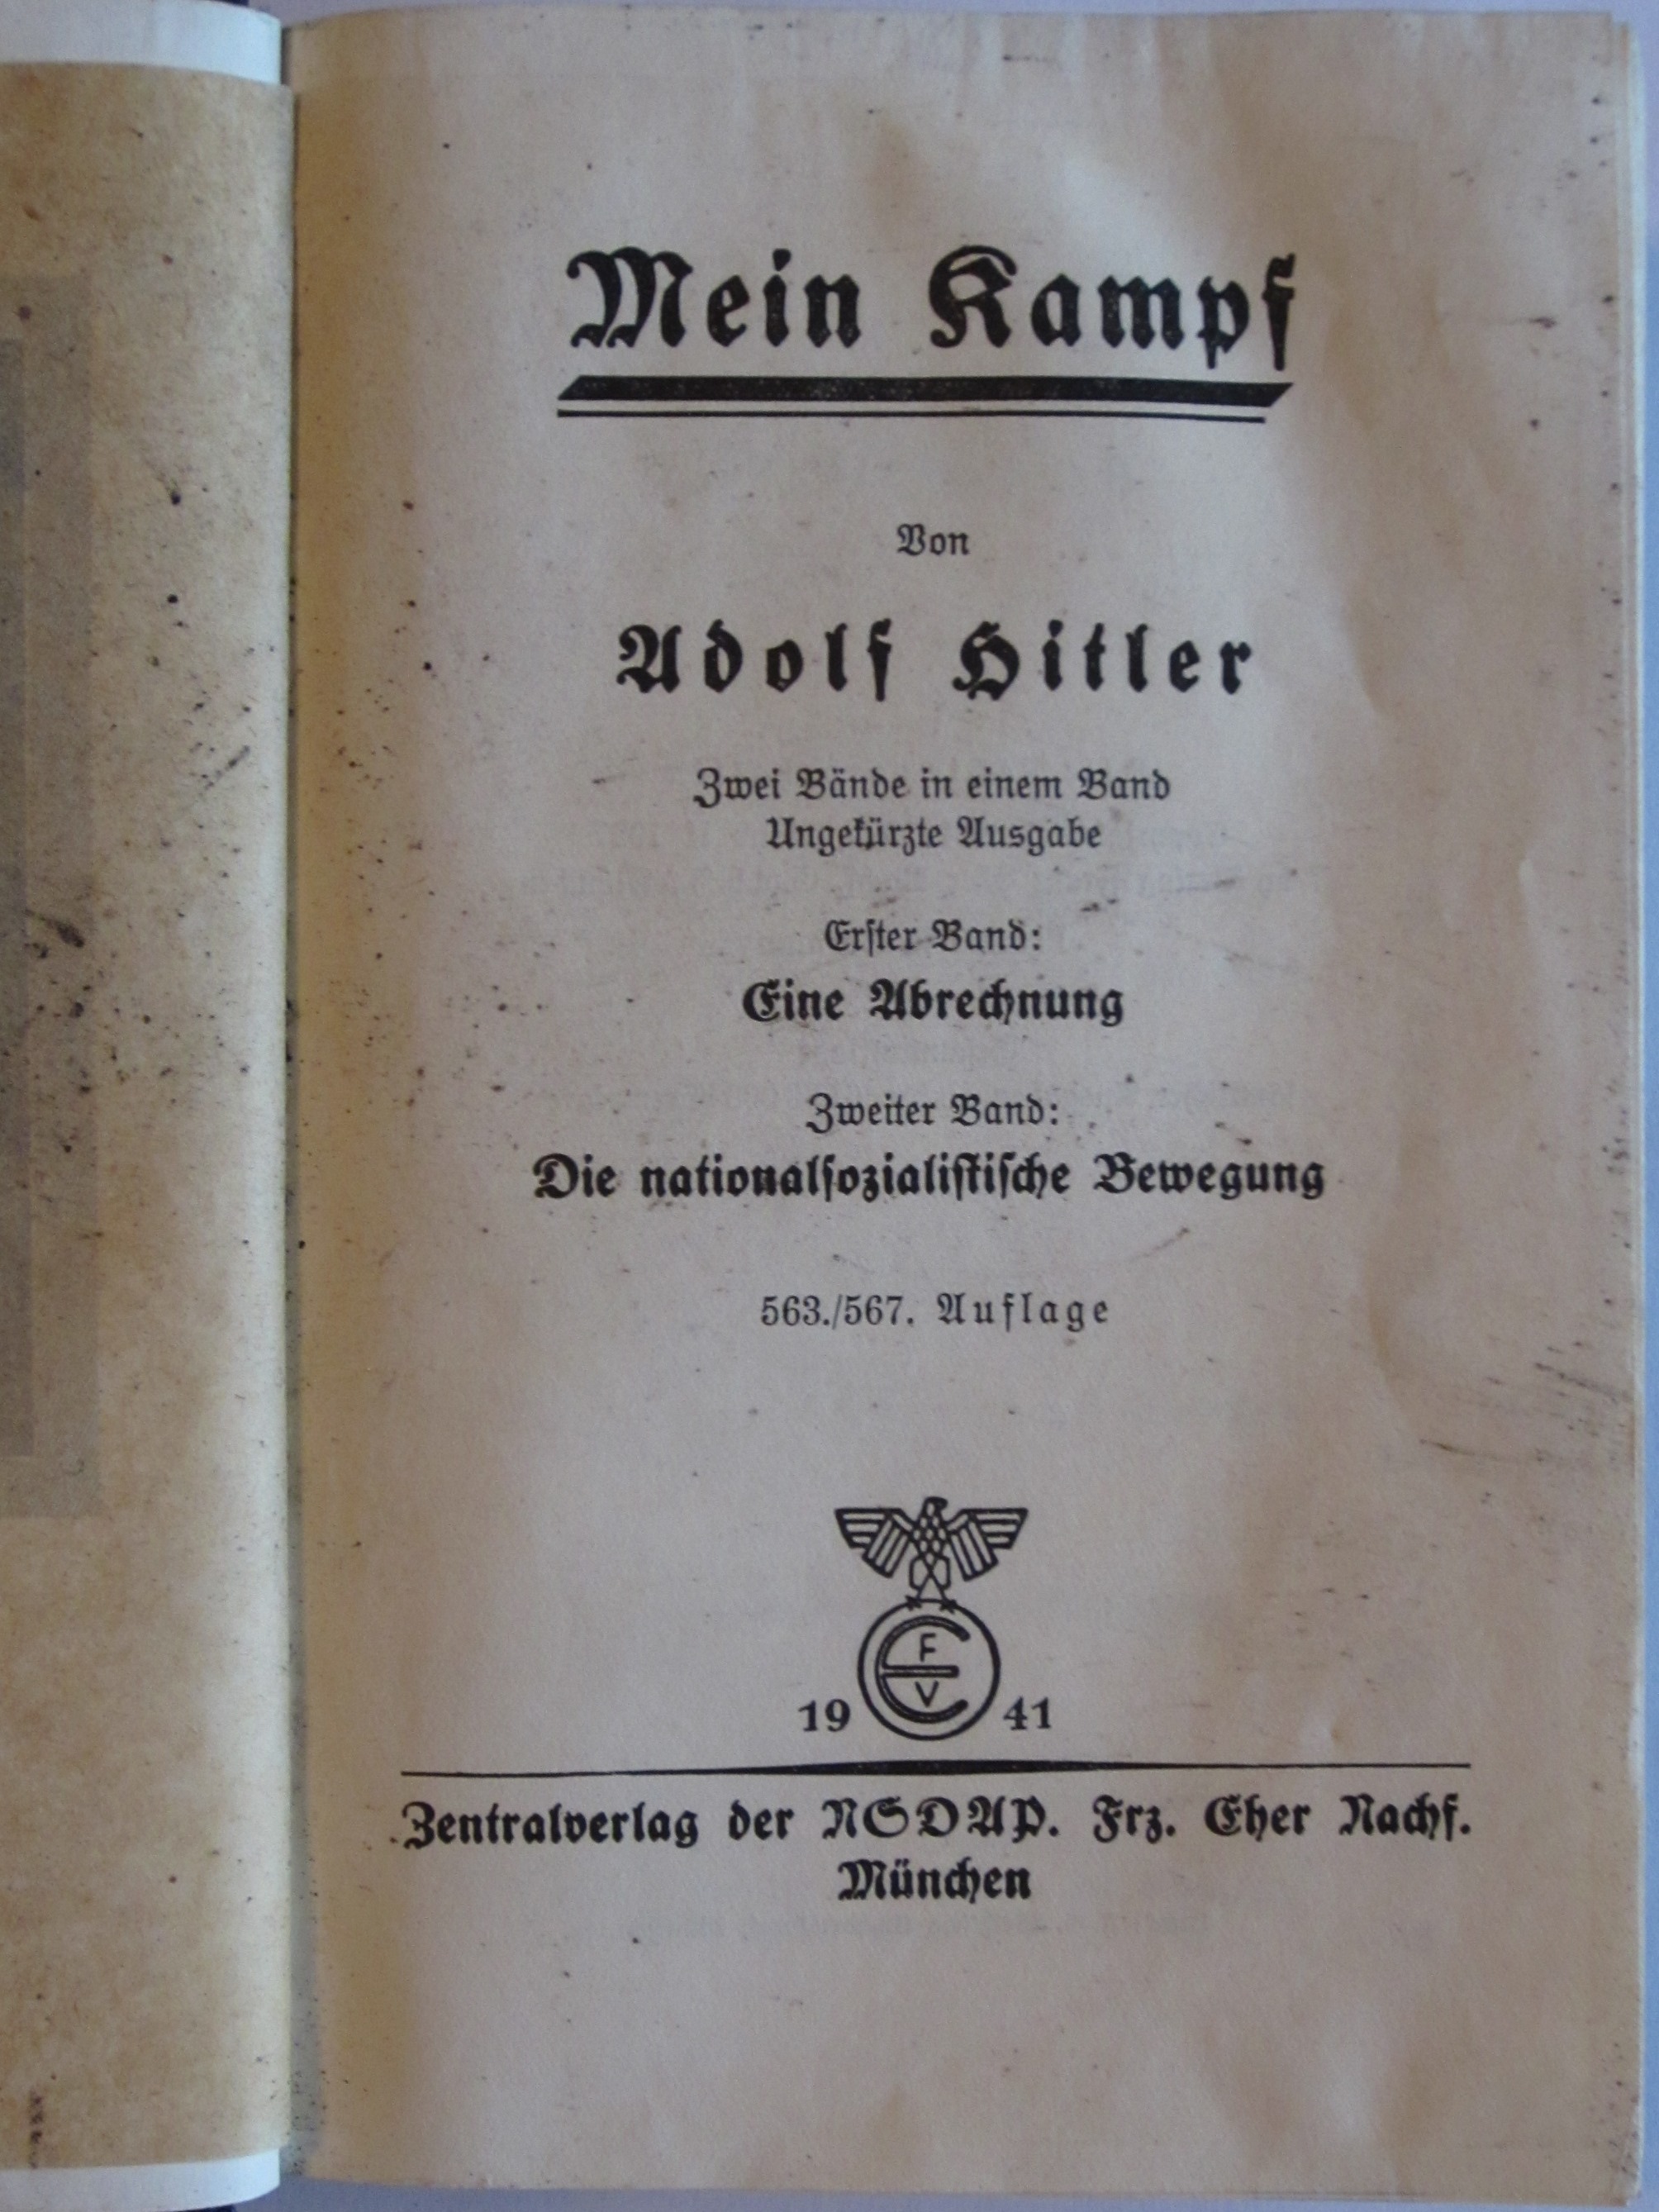 Mein Kampf
Von
Adolf Hitler
Zwei Bände in einem Band
Ungekürzte Ausgabe
Erster Band:
Eine Abrechnung
Zweiter Band:
Die nationalsozialistische Bewegung
563./567. Auflage
F
E
V
19 41
Zentralverlag der NSDAP. Frz. Eher Nachf.
München